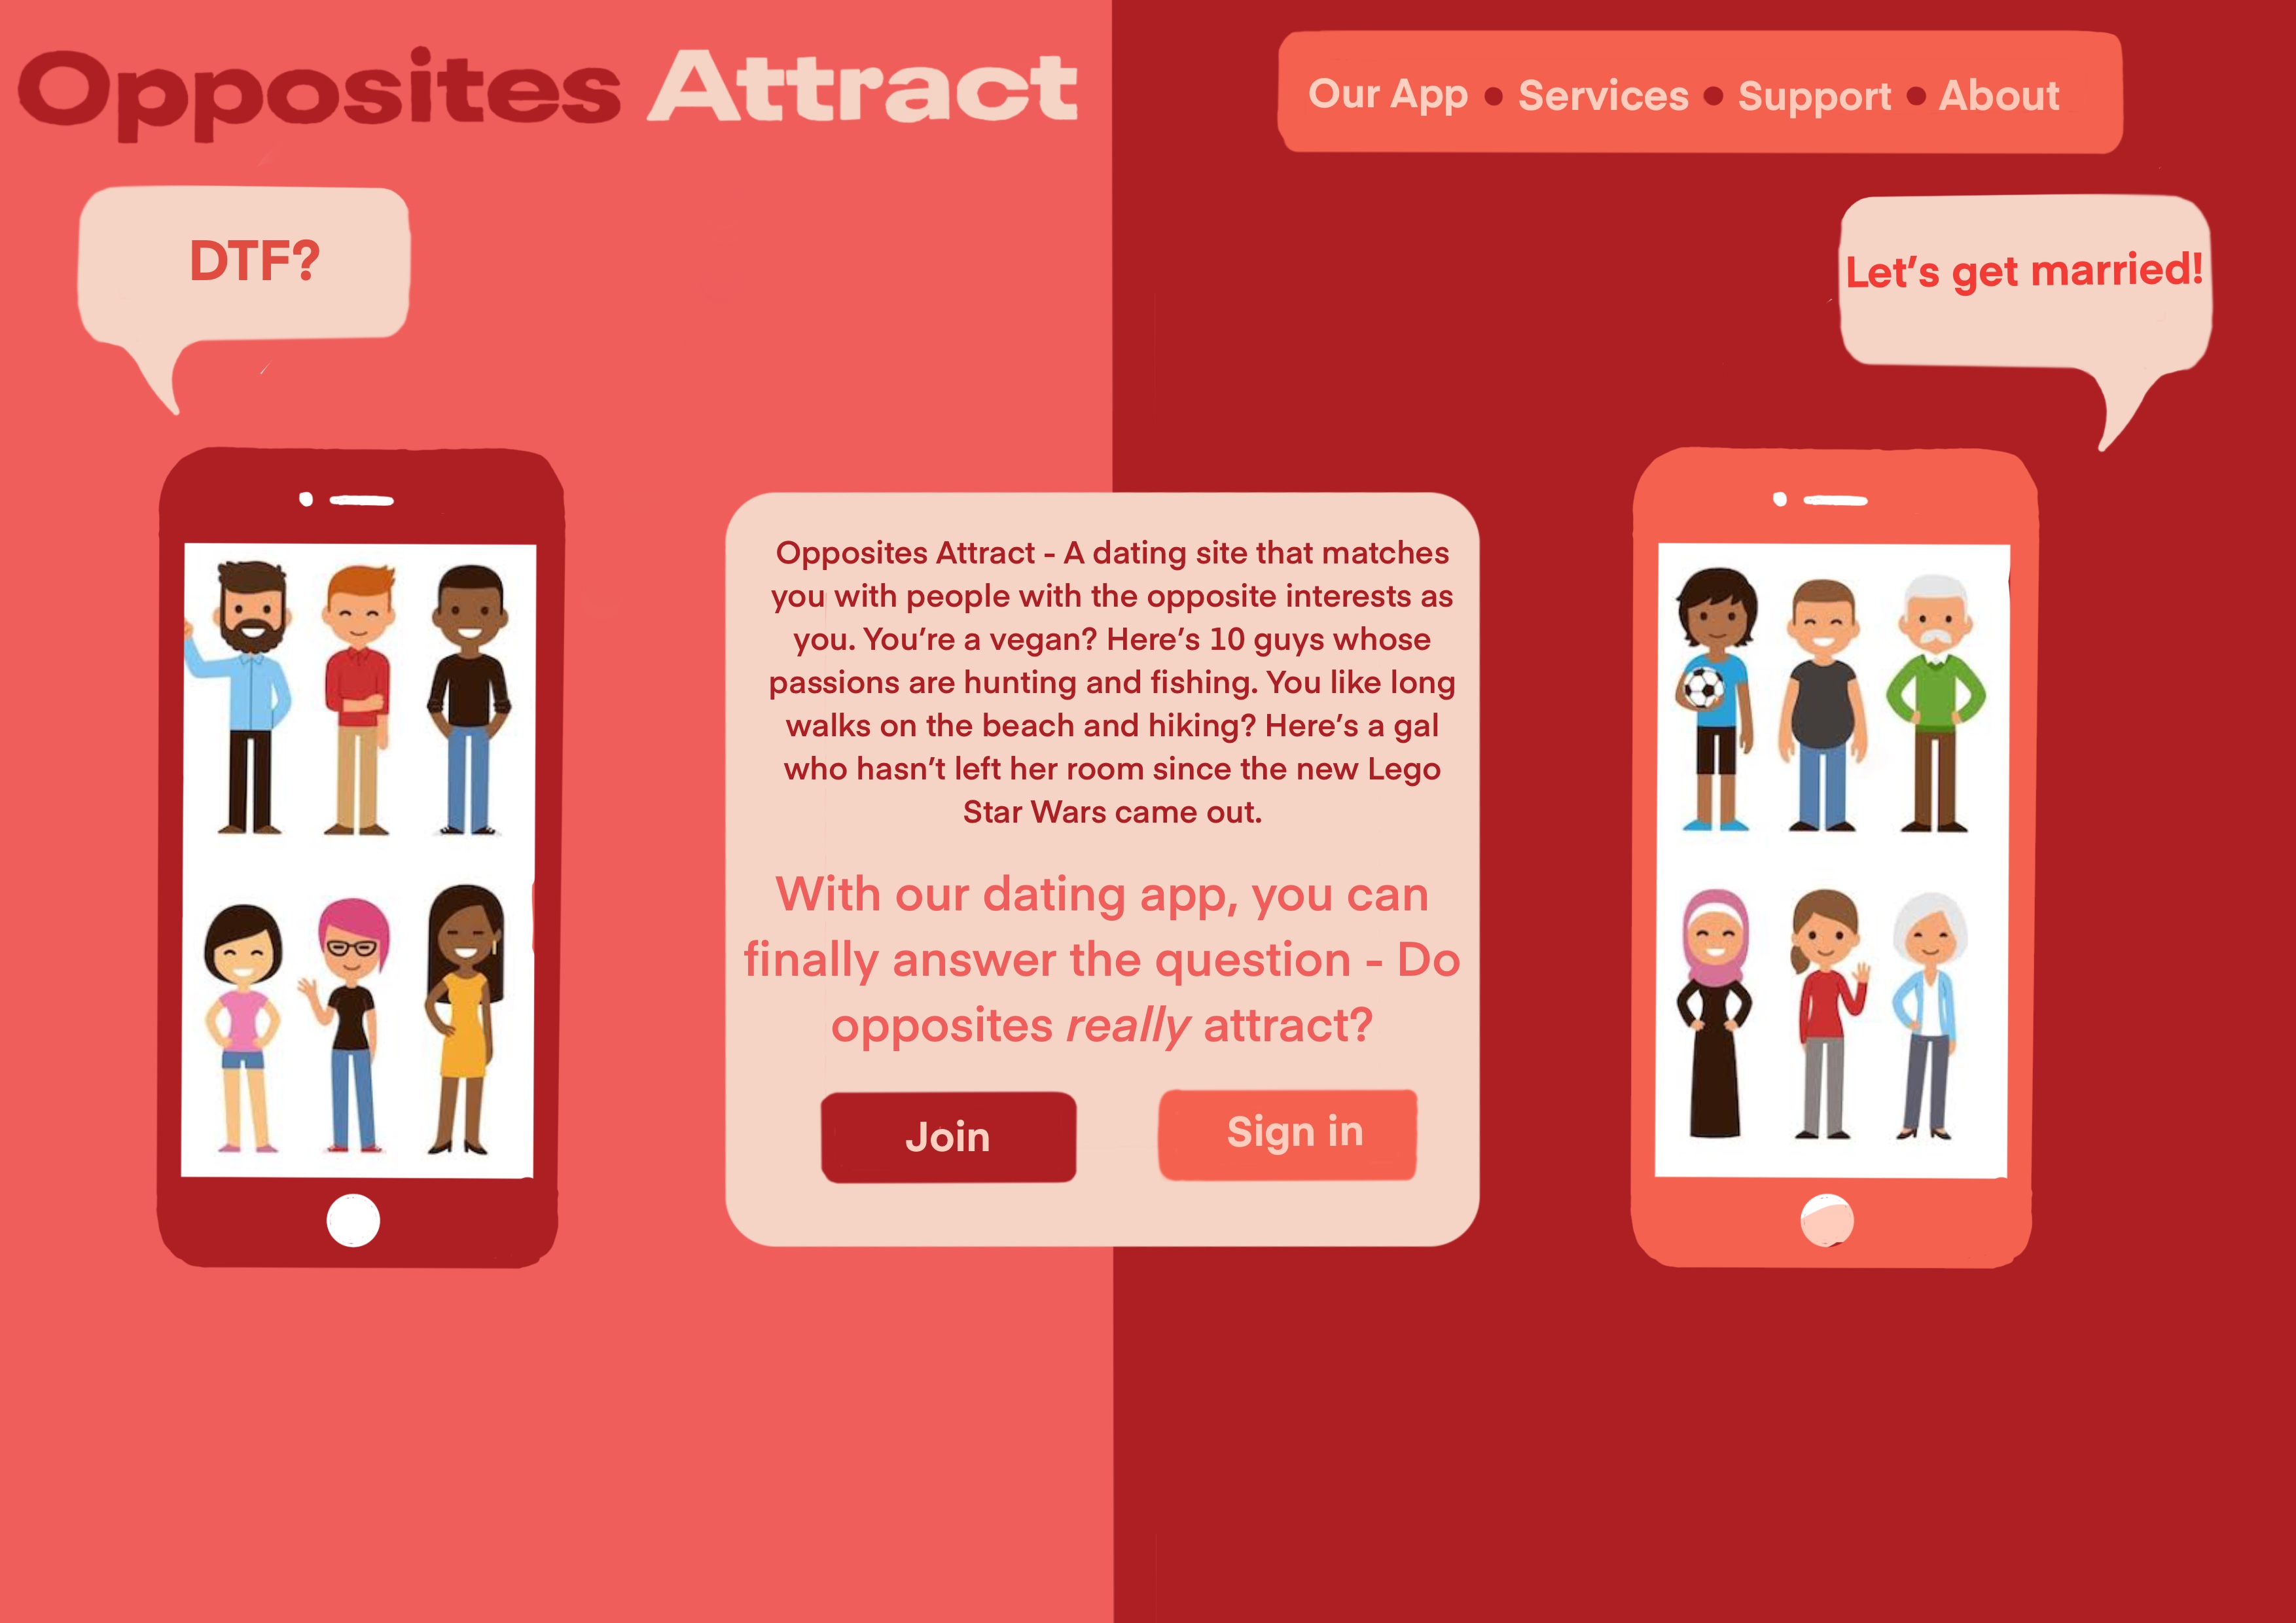 Opposites Attract
Our App • Services • Support • About
DTF?
Let's get married!
Opposites Attract - A dating site that matches
you with people with the opposite interests as
you. You're a vegan? Here's 10 guys whose
passions are hunting and fishing. You like long
walks on the beach and hiking? Here's a gal
who hasn't left her room since the new Lego
Star Wars came out.
With our dating app, you can
finally answer the question - Do
opposites really attract?
Join
Sign in